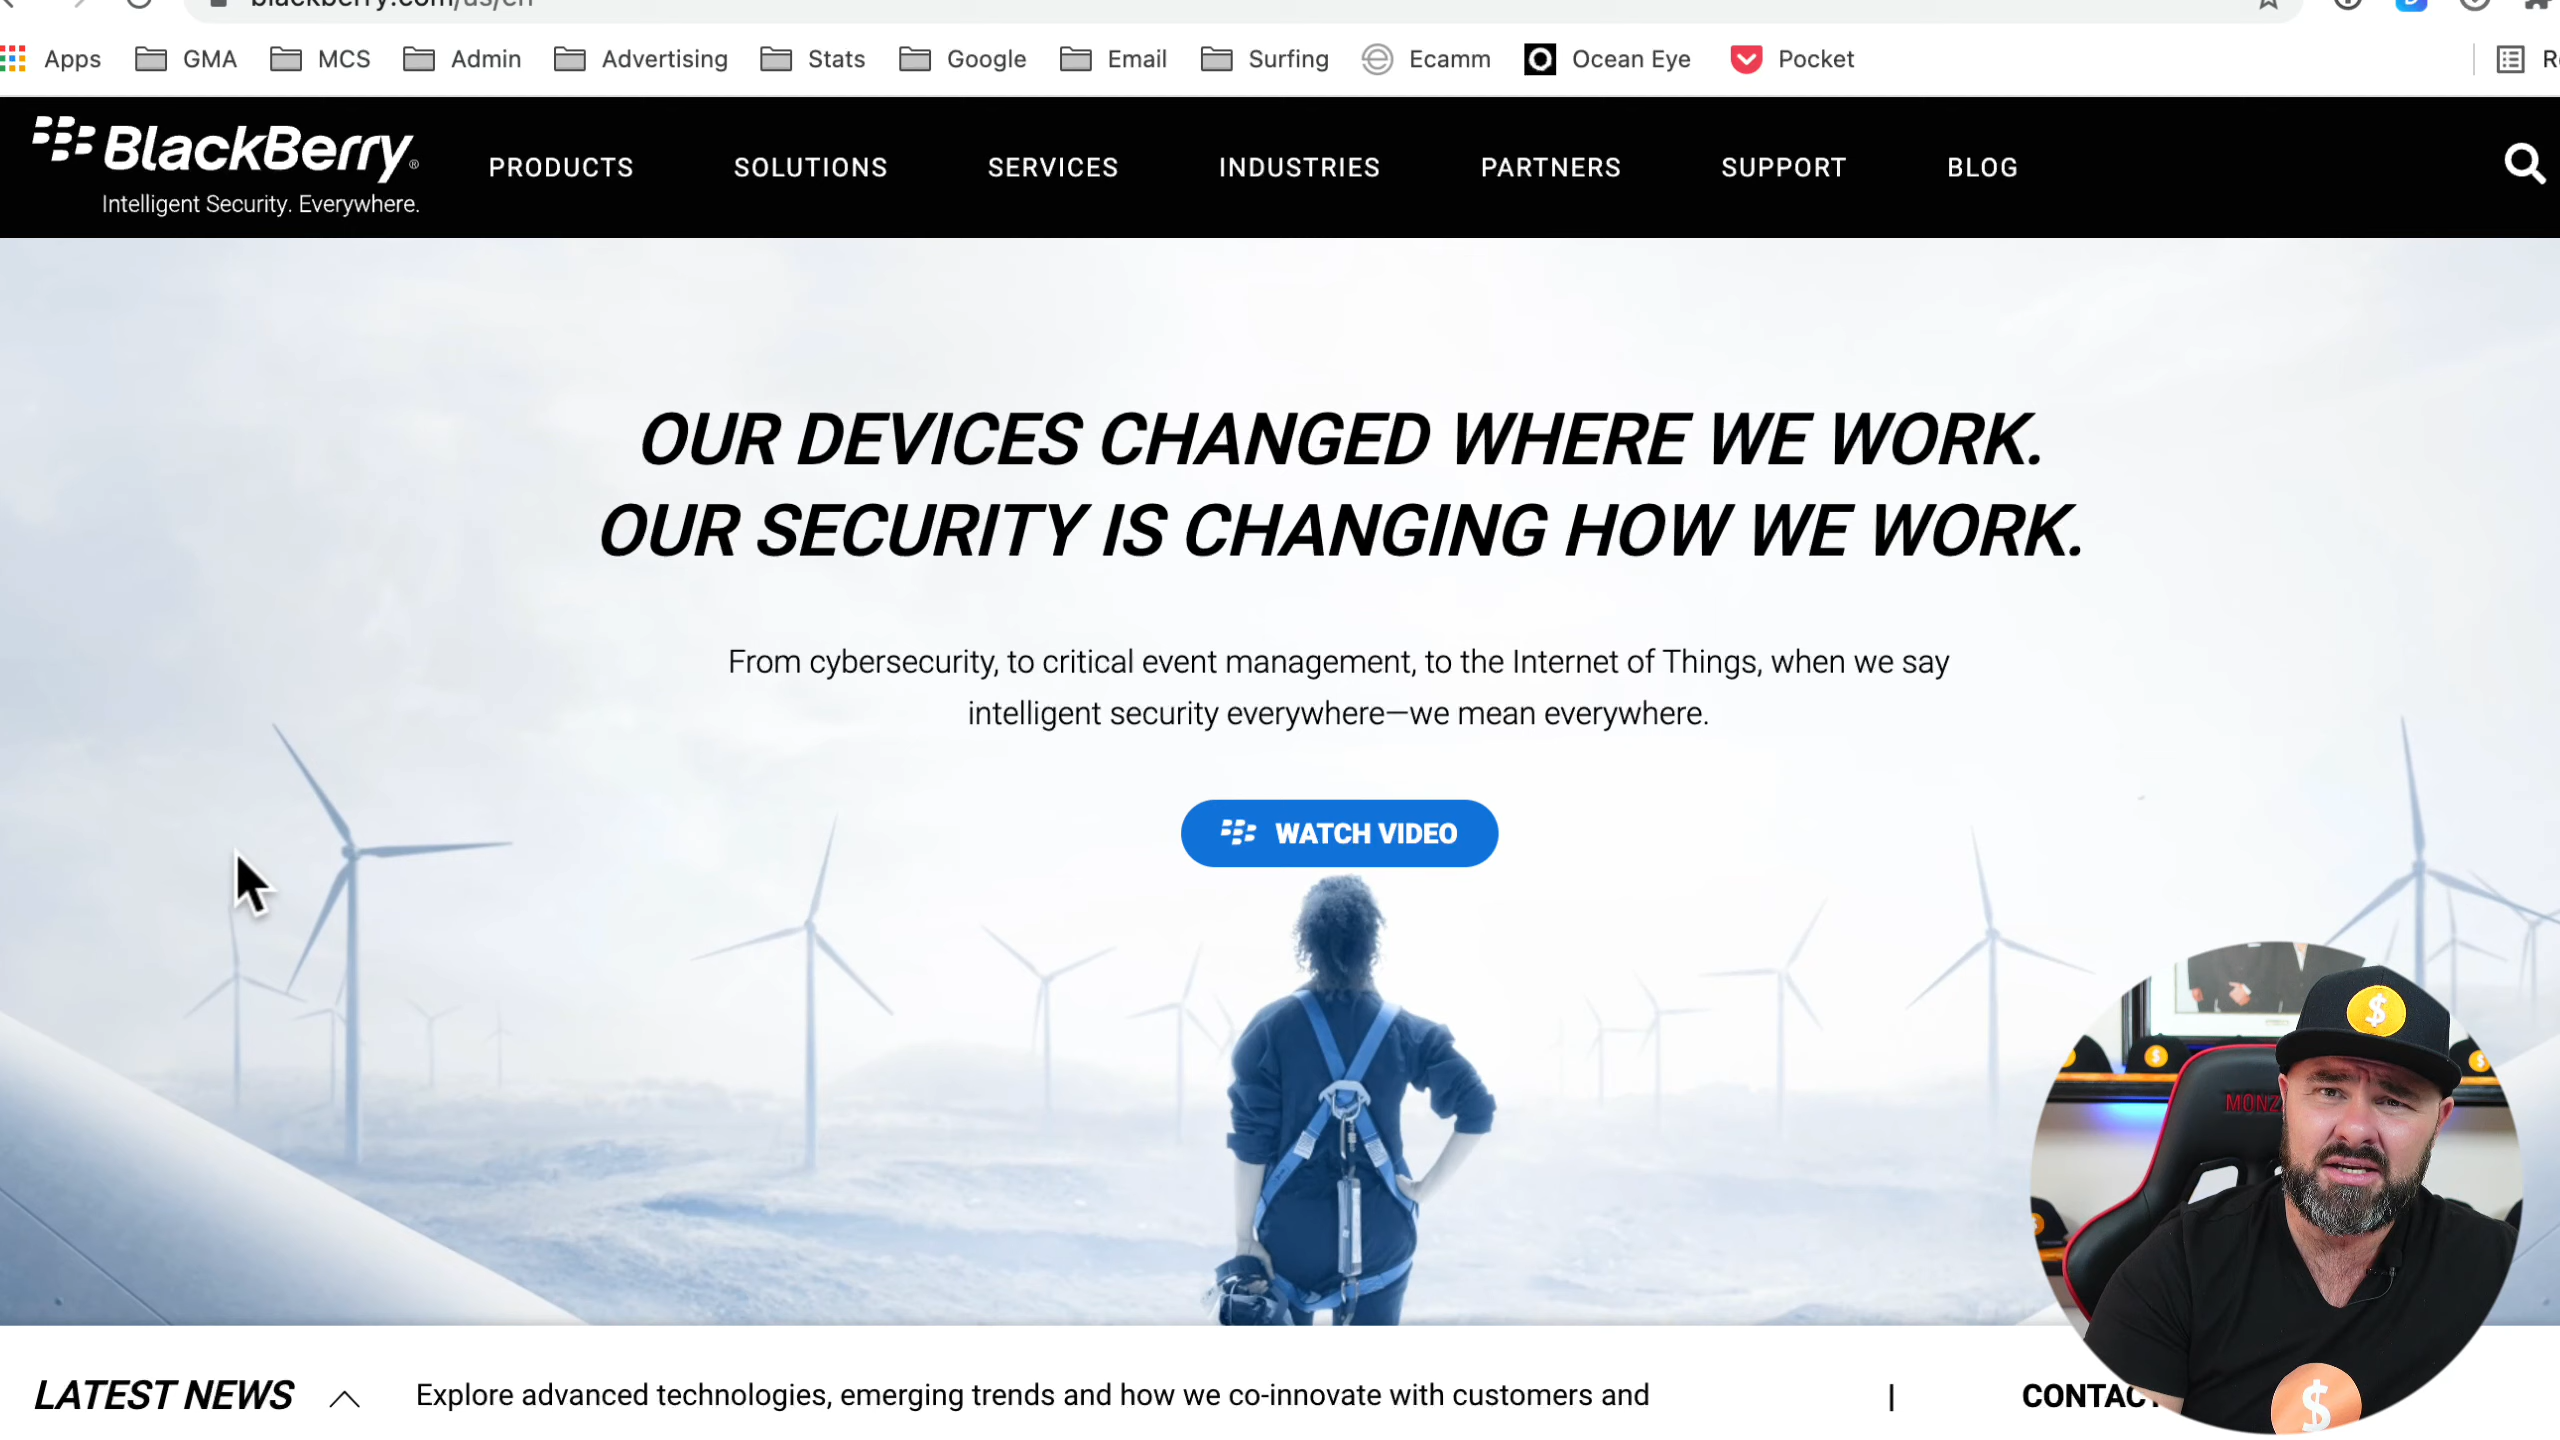 blackberry.com/us/en
Apps GMA MCS Admin Advertising Stats Google Email Surfing Ecamm Ocean Eye Pocket
BlackBerry®
Intelligent Security. Everywhere.
PRODUCTS SOLUTIONS SERVICES INDUSTRIES PARTNERS SUPPORT BLOG
OUR DEVICES CHANGED WHERE WE WORK.
OUR SECURITY IS CHANGING HOW WE WORK.
From cybersecurity, to critical event management, to the Internet of Things, when we say
intelligent security everywhere—we mean everywhere.
WATCH VIDEO
$
MONZ
$
LATEST NEWS Explore advanced technologies, emerging trends and how we co-innovate with customers and | CONTACT